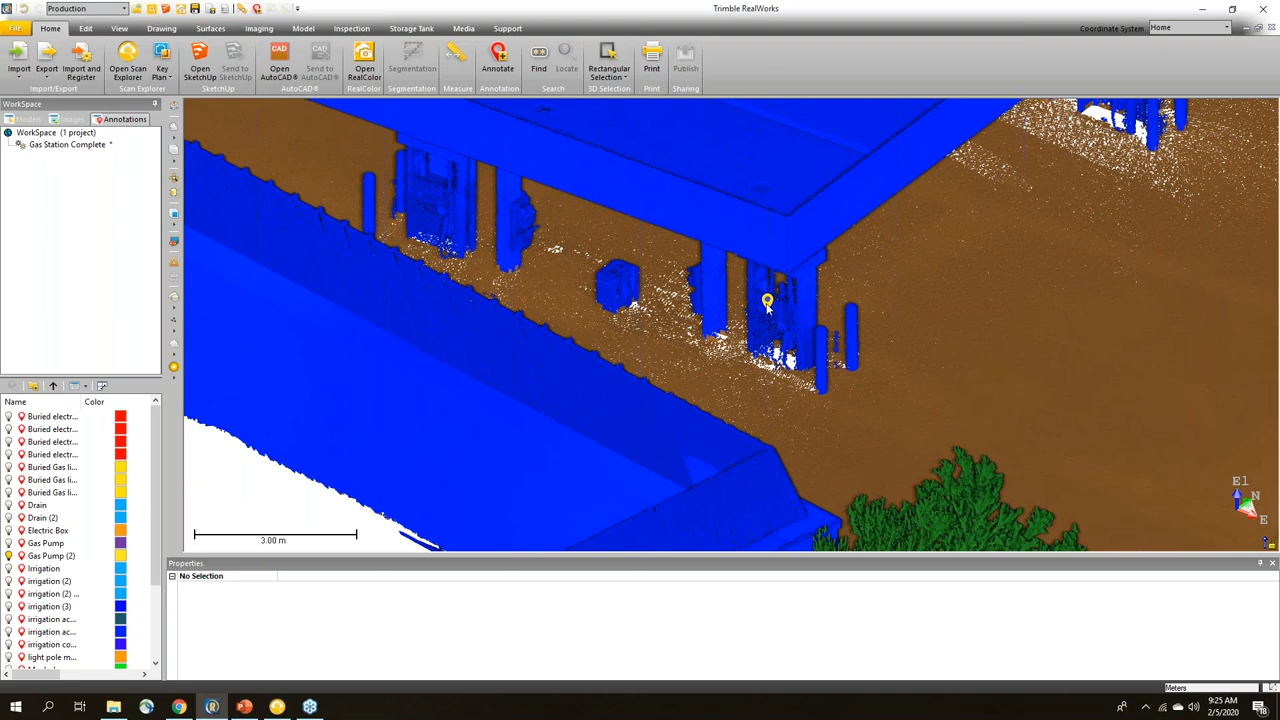 Production
Trimble RealWorks
File
Home
Edit
View
Drawing
Surfaces
Imaging
Model
Inspection
Storage Tank
Media
Support
Coordinate System
Home
Import
Export
Import and Register
Open Scan Explorer
Key Plan
Open SketchUp
Send to SketchUp
CAD
Open AutoCAD®
CAD
Send to AutoCAD®
Open RealColor
Segmentation
Measure
Annotate
Find
Locate
Rectangular Selection
Print
Publish
Import/Export
Scan Explorer
SketchUp
AutoCAD®
RealColor
Segmentation
Measure
Annotation
Search
3D Selection
Print
Sharing
WorkSpace
Models
Images
Annotations
WorkSpace (1 project)
Gas Station Complete *
Name
Color
Buried electr...
Buried electr...
Buried electr...
Buried electr...
Buried Gas li...
Buried Gas li...
Buried Gas li...
Drain
Drain (2)
Electric Box
Gas Pump
Gas Pump (2)
Irrigation
irrigation (2)
irrigation (2) ...
irrigation (3)
irrigation ac...
irrigation ac...
irrigation co...
light pole m...
3.00 m
El
N
E
Properties
No Selection
Meters
9:25 AM
2/5/2020
18